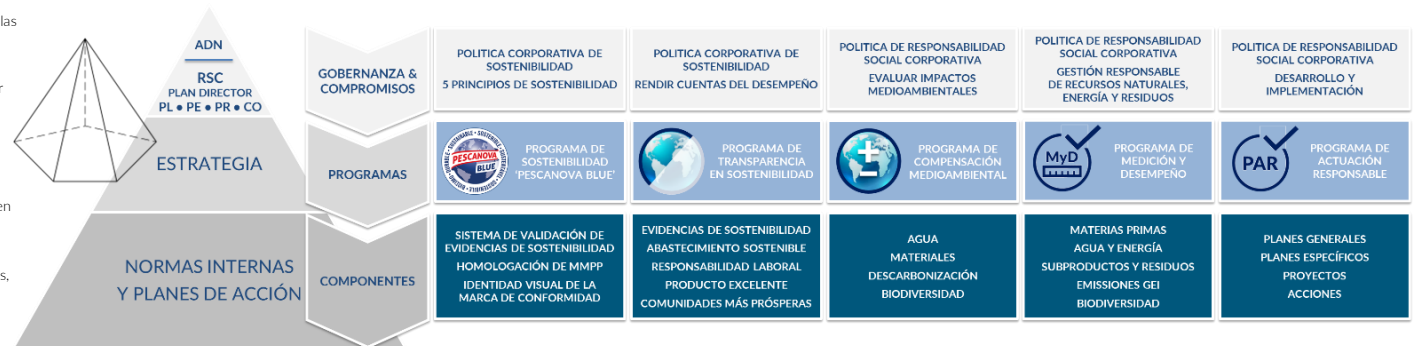 las
r
en
s,
ADN
RSC
PLAN DIRECTOR
PL • PE • PR • CO
ESTRATEGIA
NORMAS INTERNAS
Y PLANES DE ACCIÓN
GOBERNANZA &
COMPROMISOS
POLITICA CORPORATIVA DE
SOSTENIBILIDAD
5 PRINCIPIOS DE SOSTENIBILIDAD
POLITICA CORPORATIVA DE
SOSTENIBILIDAD
RENDIR CUENTAS DEL DESEMPEÑO
POLITICA DE RESPONSABILIDAD
SOCIAL CORPORATIVA
EVALUAR IMPACTOS
MEDIOAMBIENTALES
POLITICA DE RESPONSABILIDAD
SOCIAL CORPORATIVA
GESTIÓN RESPONSABLE
DE RECURSOS NATURALES,
ENERGÍA Y RESIDUOS
POLITICA DE RESPONSABILIDAD
SOCIAL CORPORATIVA
DESARROLLO Y
IMPLEMENTACIÓN
PROGRAMAS
PESCANOVA
BLUE
PROGRAMA DE
SOSTENIBILIDAD
'PESCANOVA BLUE'
PROGRAMA DE
TRANSPARENCIA
EN SOSTENIBILIDAD
PROGRAMA DE
COMPENSACIÓN
MEDIOAMBIENTAL
MyD
PROGRAMA DE
MEDICIÓN Y
DESEMPEÑO
PAR
PROGRAMA DE
ACTUACIÓN
RESPONSABLE
COMPONENTES
SISTEMA DE VALIDACIÓN DE
EVIDENCIAS DE SOSTENIBILIDAD
HOMOLOGACIÓN DE MMPP
IDENTIDAD VISUAL DE LA
MARCA DE CONFORMIDAD
EVIDENCIAS DE SOSTENIBILIDAD
ABASTECIMIENTO SOSTENIBLE
RESPONSABILIDAD LABORAL
PRODUCTO EXCELENTE
COMUNIDADES MÁS PRÓSPERAS
AGUA
MATERIALES
DESCARBONIZACIÓN
BIODIVERSIDAD
MATERIAS PRIMAS
AGUA Y ENERGÍA
SUBPRODUCTOS Y RESIDUOS
EMISSIONES GEI
BIODIVERSIDAD
PLANES GENERALES
PLANES ESPECÍFICOS
PROYECTOS
ACCIONES